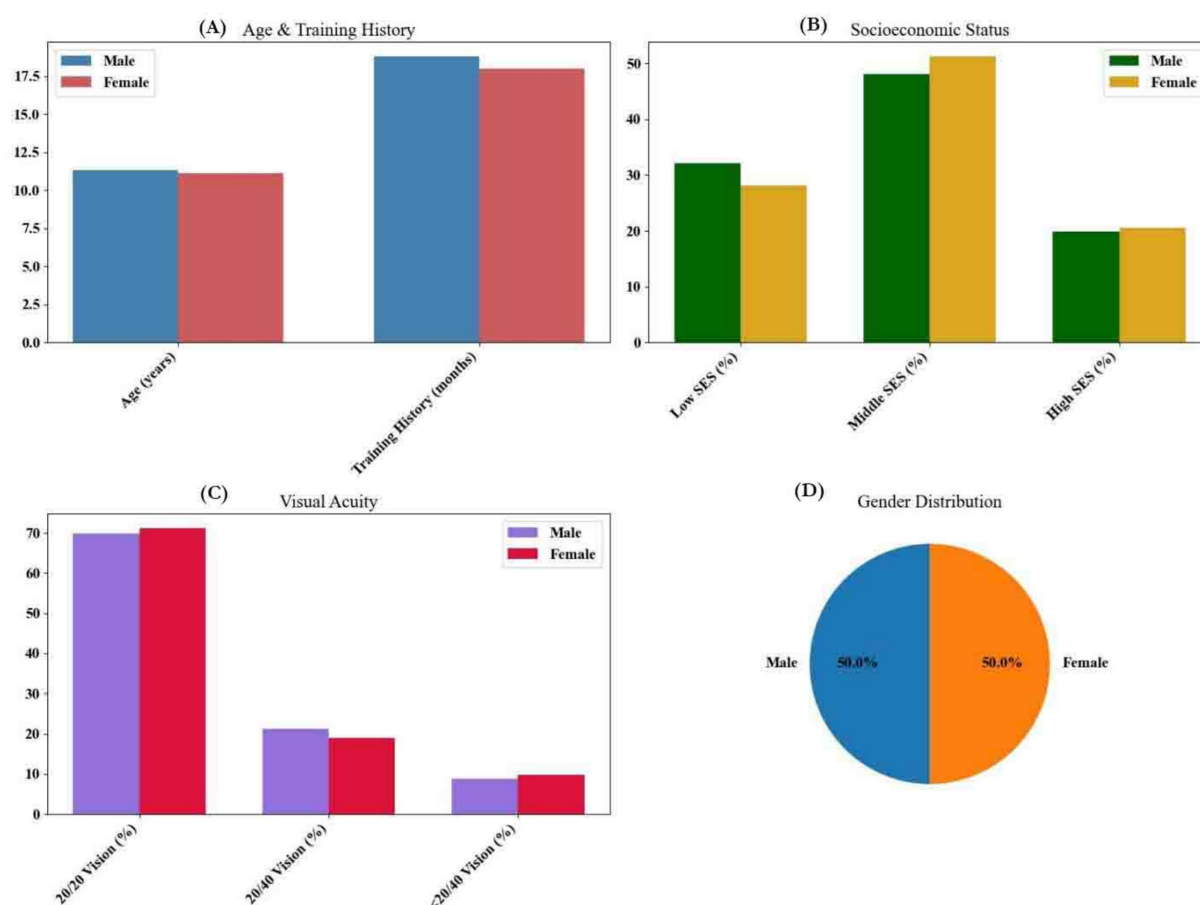 (A) Age & Training History
Male
Female
17.5
15.0
12.5
10.0
7.5
5.0
2.5
0.0
Age (years)
Training History (months)
(B) Socioeconomic Status
Male
Female
50
40
30
20
10
0
Low SES (%)
Middle SES (%)
High SES (%)
(C) Visual Acuity
Male
Female
70
60
50
40
30
20
10
0
20/20 Vision (%)
20/40 Vision (%)
<20/40 Vision (%)
(D) Gender Distribution
Male
50.0%
50.0%
Female